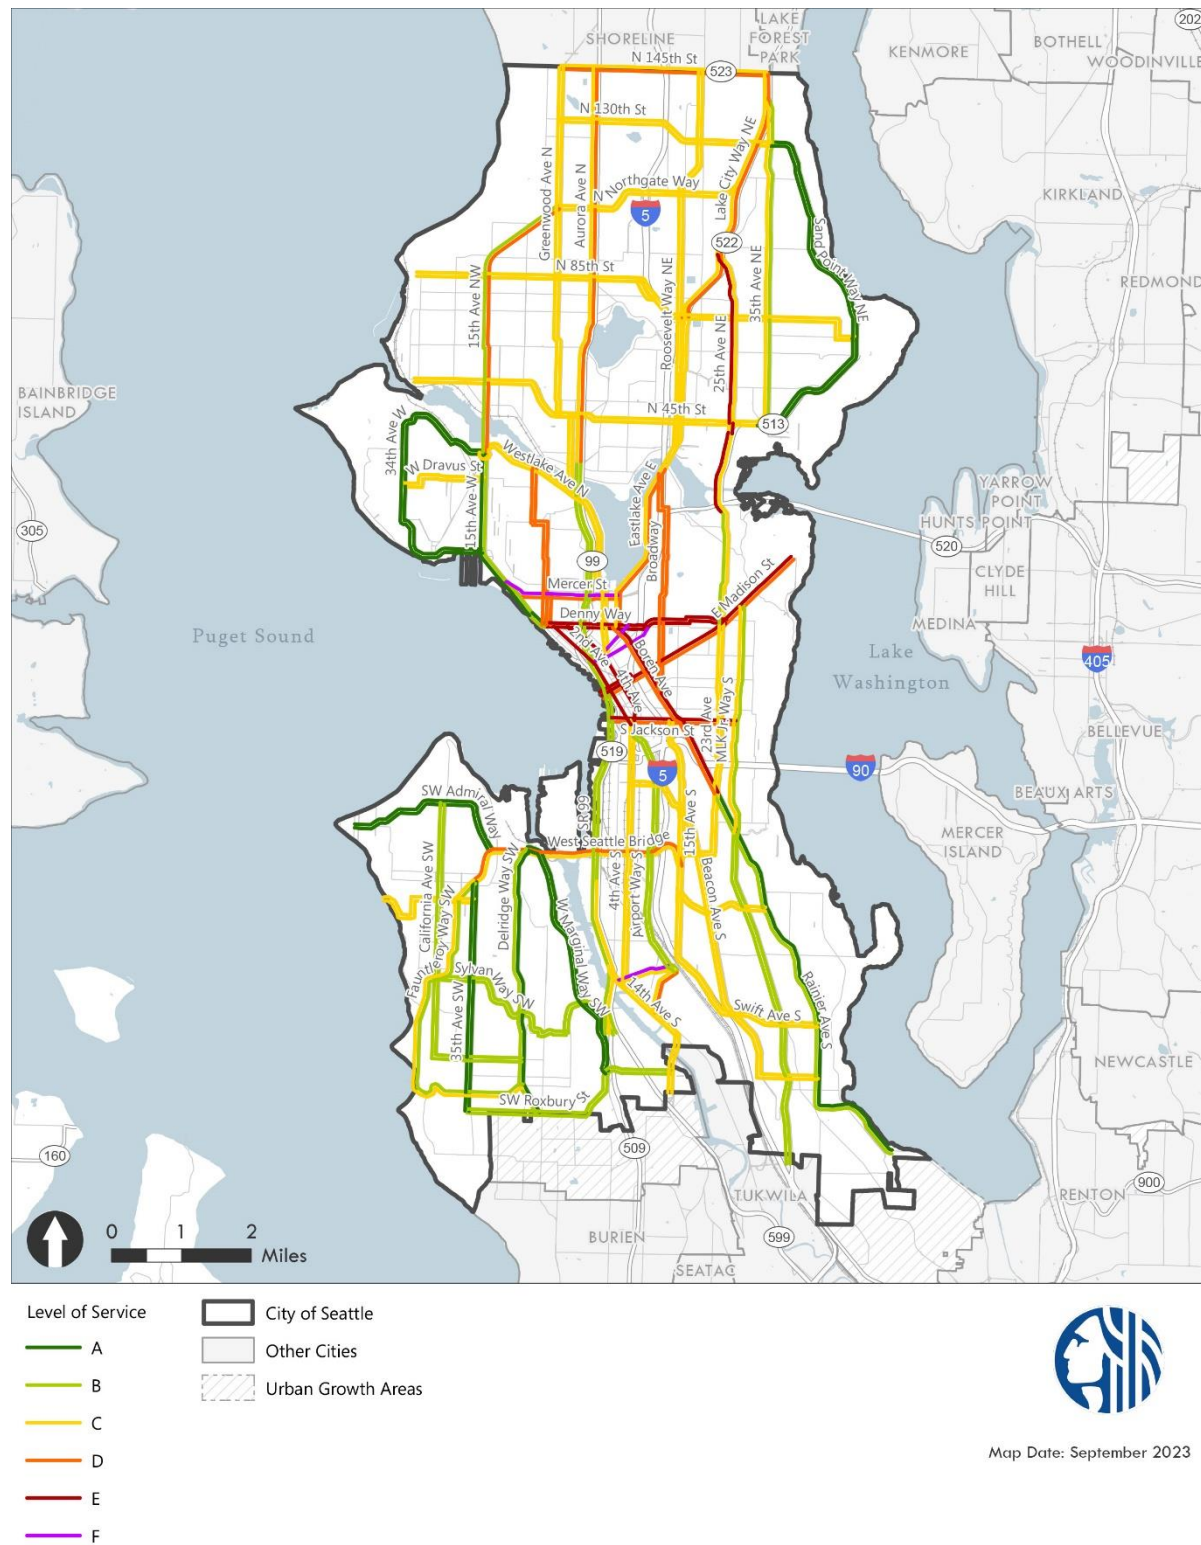 202
LAKE
FOREST
PARK
SHORELINE
BOTHELL
KENMORE
WOODINVILLE
N 145th St
523
N 130th St
Lake City Way NE
Greenwood Ave N
Aurora Ave N
N Northgate Way
5
KIRKLAND
522
Sand Point Way NE
N 85th St
REDMOND
15th Ave NW
Roosevelt Way NE
35th Ave NE
25th Ave NE
BAINBRIDGE
ISLAND
N 45th St
513
34th Ave W
W Dravus St
Westlake Ave N
15th Ave W
Eastlake Ave E
Broadway
YARROW
POINT
HUNTS POINT
305
520
99
CLYDE
HILL
Mercer St
E Madison St
Denny Way
MEDINA
Puget Sound
Lake
Washington
405
2nd Ave
4th Ave
Boren Ave
23rd Ave
MLK Jr. Way S
S Jackson St
BELLEVUE
519
5
90
SW Admiral Way
SR 99
BEAUX ARTS
15th Ave S
West Seattle Bridge
MERCER
ISLAND
California Ave SW
Fauntleroy Way SW
Delridge Way SW
4th Ave S
Airport Way S
Beacon Ave S
W Marginal Way SW
Sylvan Way SW
35th Ave SW
14th Ave S
Swift Ave S
Rainier Ave S
NEWCASTLE
SW Roxbury St
160
509
TUKWILA
RENTON
900
BURIEN
599
SEATAC
0 1 2
Miles
Level of Service
A
B
C
D
E
F
City of Seattle
Other Cities
Urban Growth Areas
Map Date: September 2023